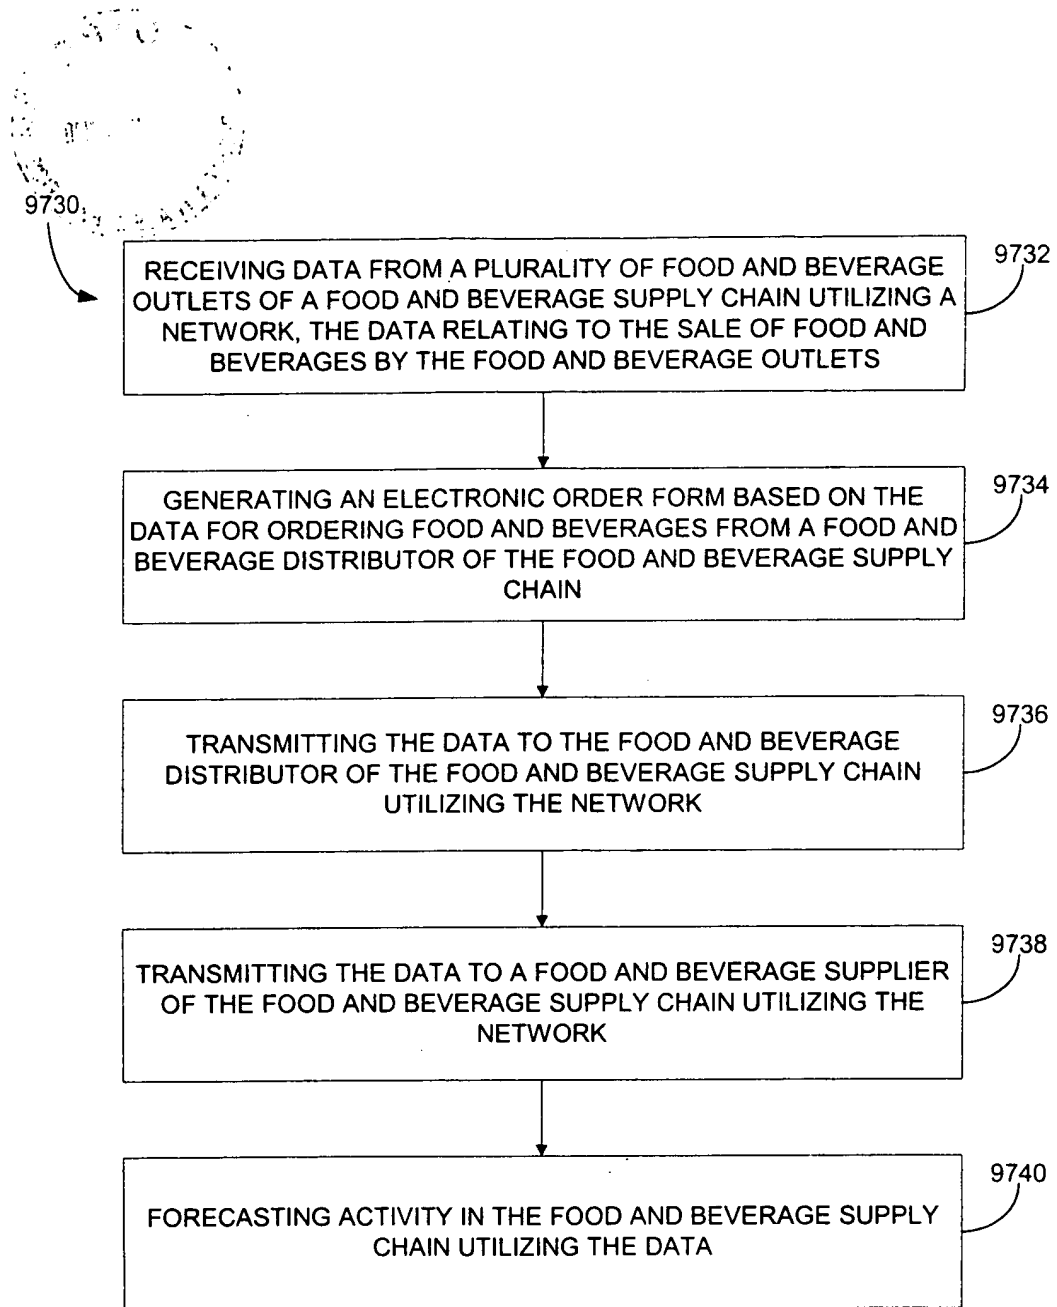 9730
9732
RECEIVING DATA FROM A PLURALITY OF FOOD AND BEVERAGE
OUTLETS OF A FOOD AND BEVERAGE SUPPLY CHAIN UTILIZING A
NETWORK, THE DATA RELATING TO THE SALE OF FOOD AND
BEVERAGES BY THE FOOD AND BEVERAGE OUTLETS
9734
GENERATING AN ELECTRONIC ORDER FORM BASED ON THE
DATA FOR ORDERING FOOD AND BEVERAGES FROM A FOOD AND
BEVERAGE DISTRIBUTOR OF THE FOOD AND BEVERAGE SUPPLY
CHAIN
9736
TRANSMITTING THE DATA TO THE FOOD AND BEVERAGE
DISTRIBUTOR OF THE FOOD AND BEVERAGE SUPPLY CHAIN
UTILIZING THE NETWORK
9738
TRANSMITTING THE DATA TO A FOOD AND BEVERAGE SUPPLIER
OF THE FOOD AND BEVERAGE SUPPLY CHAIN UTILIZING THE
NETWORK
9740
FORECASTING ACTIVITY IN THE FOOD AND BEVERAGE SUPPLY
CHAIN UTILIZING THE DATA